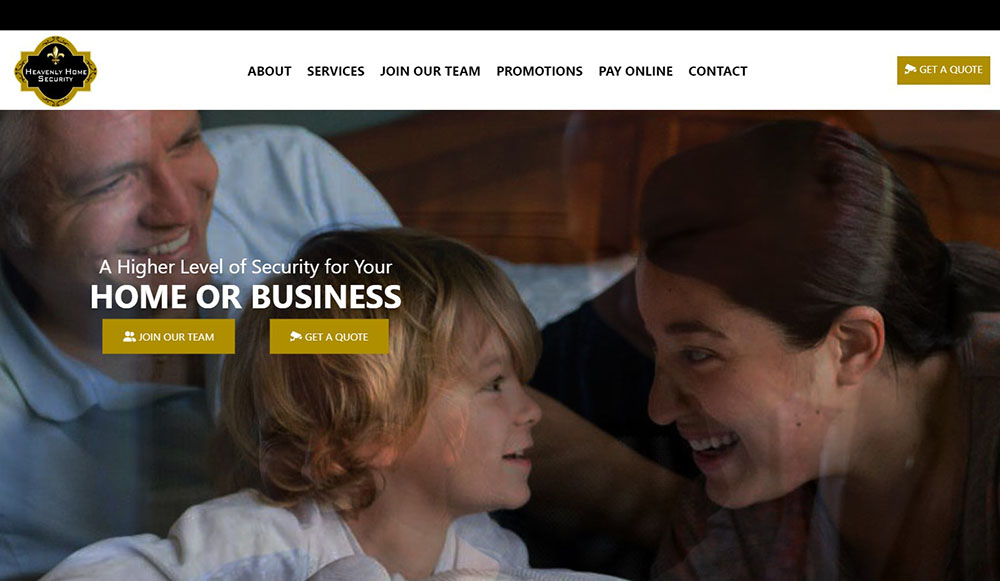 HEAVENLY HOME
SECURITY
ABOUT SERVICES JOIN OUR TEAM PROMOTIONS PAY ONLINE CONTACT
GET A QUOTE
A Higher Level of Security for Your
HOME OR BUSINESS
JOIN OUR TEAM GET A QUOTE